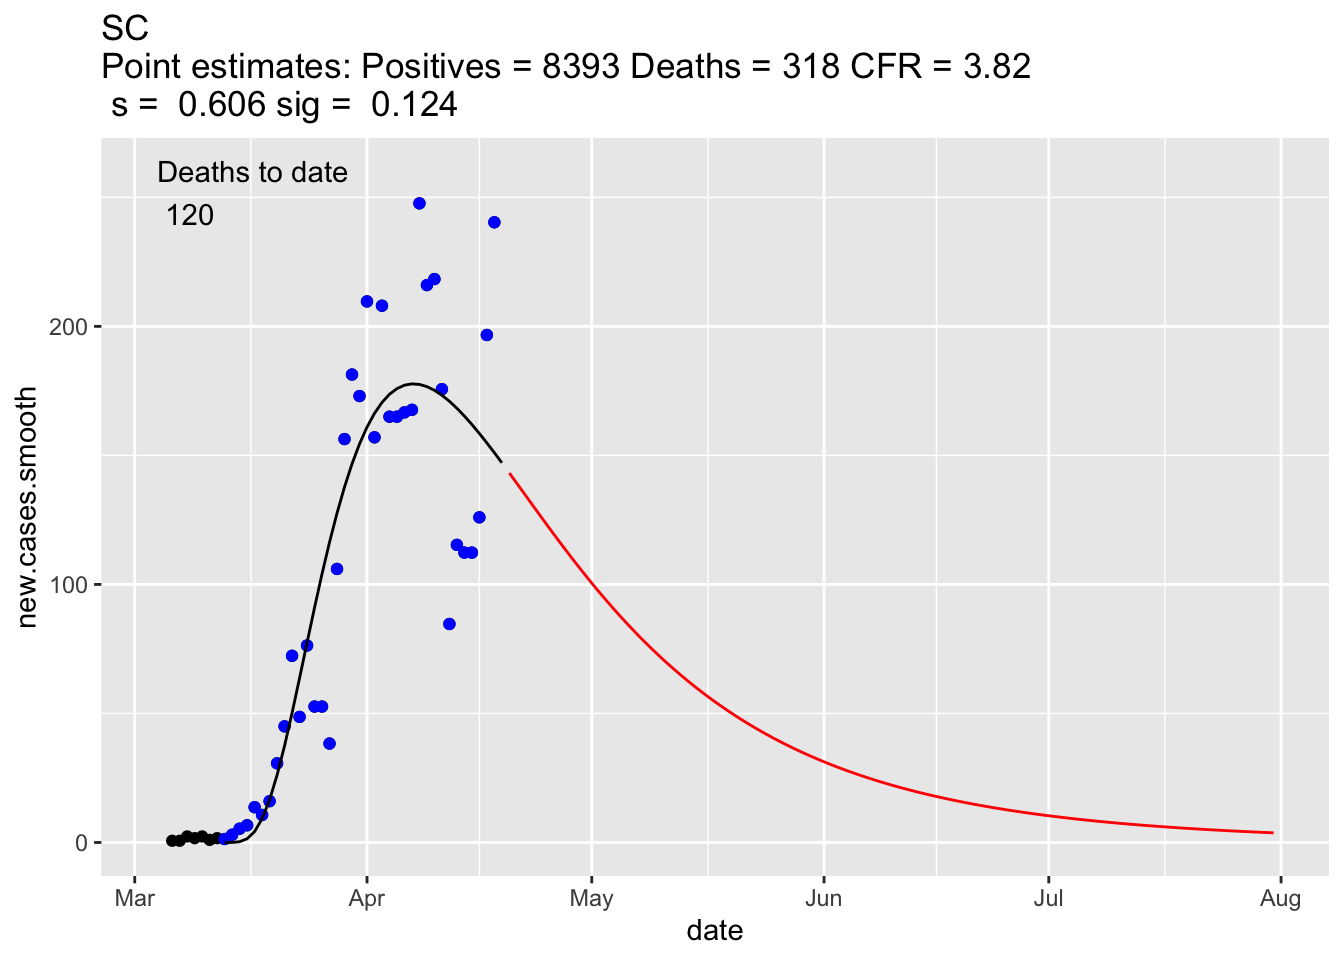 SC
Point estimates: Positives = 8393 Deaths = 318 CFR = 3.82
s = 0.606 sig = 0.124
Deaths to date
120
200
100
0
new.cases.smooth
Mar Apr May Jun Jul Aug
date